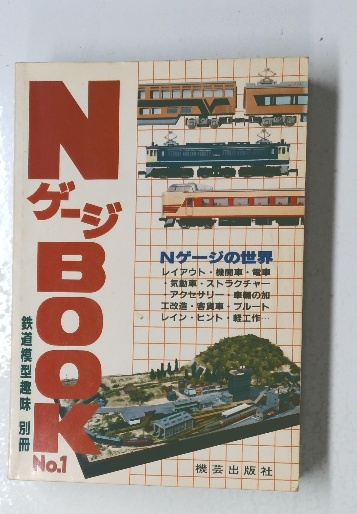 Nゲージ BOOK
No.1
鉄道模型趣味 別冊
Nゲージの世界
レイアウト・機関車・電車
・気動車・ストラクチャー
アクセサリー・車輛の加
工改造・客貨車・フルート
レイン・ヒント・軽工作…
機芸出版社